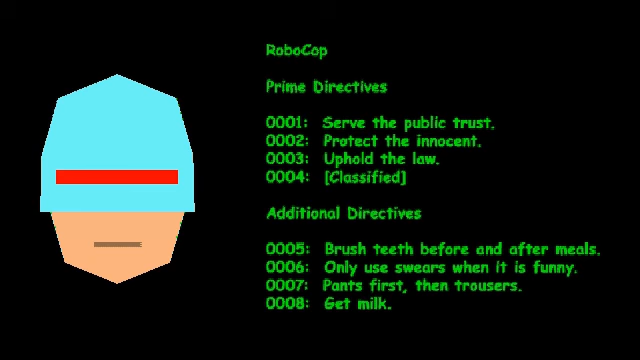 RoboCop
Prime Directives
0001: Serve the public trust.
0002: Protect the innocent.
0003: Uphold the law.
0004: [Classified]
Additional Directives
0005: Brush teeth before and after meals.
0006: Only use swears when it is funny.
0007: Pants first, then trousers.
0008: Get milk.